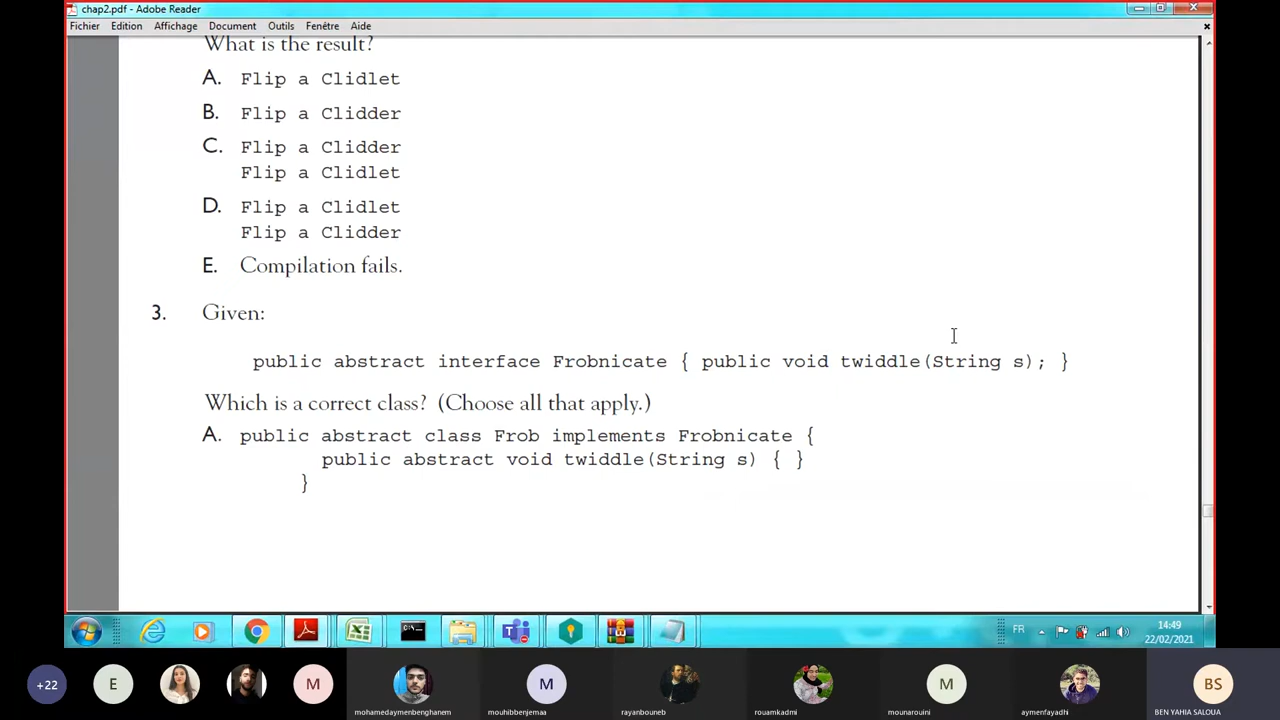 chap2.pdf - Adobe Reader
Fichier Edition Affichage Document Outils Fenêtre Aide
What is the result?
A. Flip a Clidlet
B. Flip a Clidder
C. Flip a Clidder
Flip a Clidlet
D. Flip a Clidlet
Flip a Clidder
E. Compilation fails.
3. Given:
public abstract interface Frobnicate { public void twiddle(String s); }
Which is a correct class? (Choose all that apply.)
A. public abstract class Frob implements Frobnicate {
public abstract void twiddle(String s) { }
}
FR
14:49
22/02/2021
+22 E M M M BS
mohamedaymenbenghanem mouhibbenjemaa rayanbouneb rouamkadmi mounarouini aymenfayadhi BEN YAHIA SALOUA